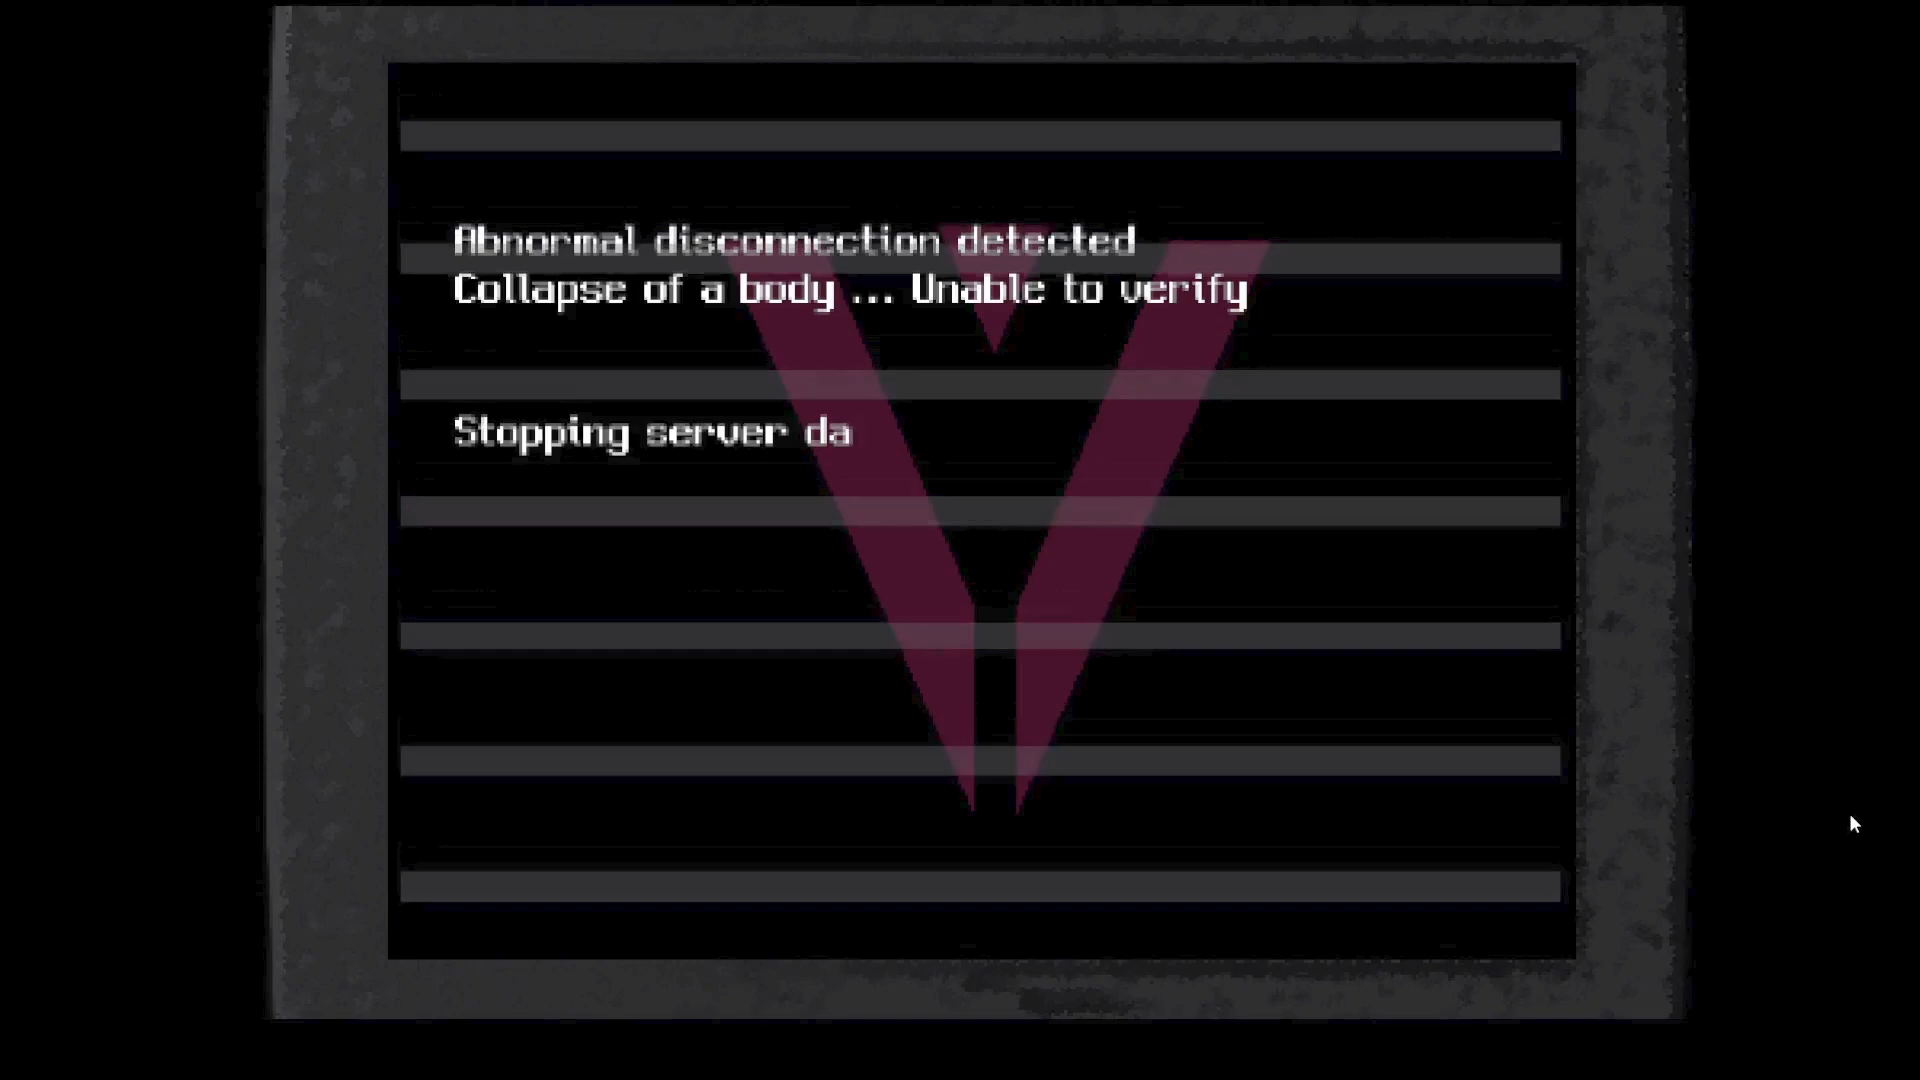 Abnormal disconnection detected
Collapse of a body ... Unable to verify
Stopping server da